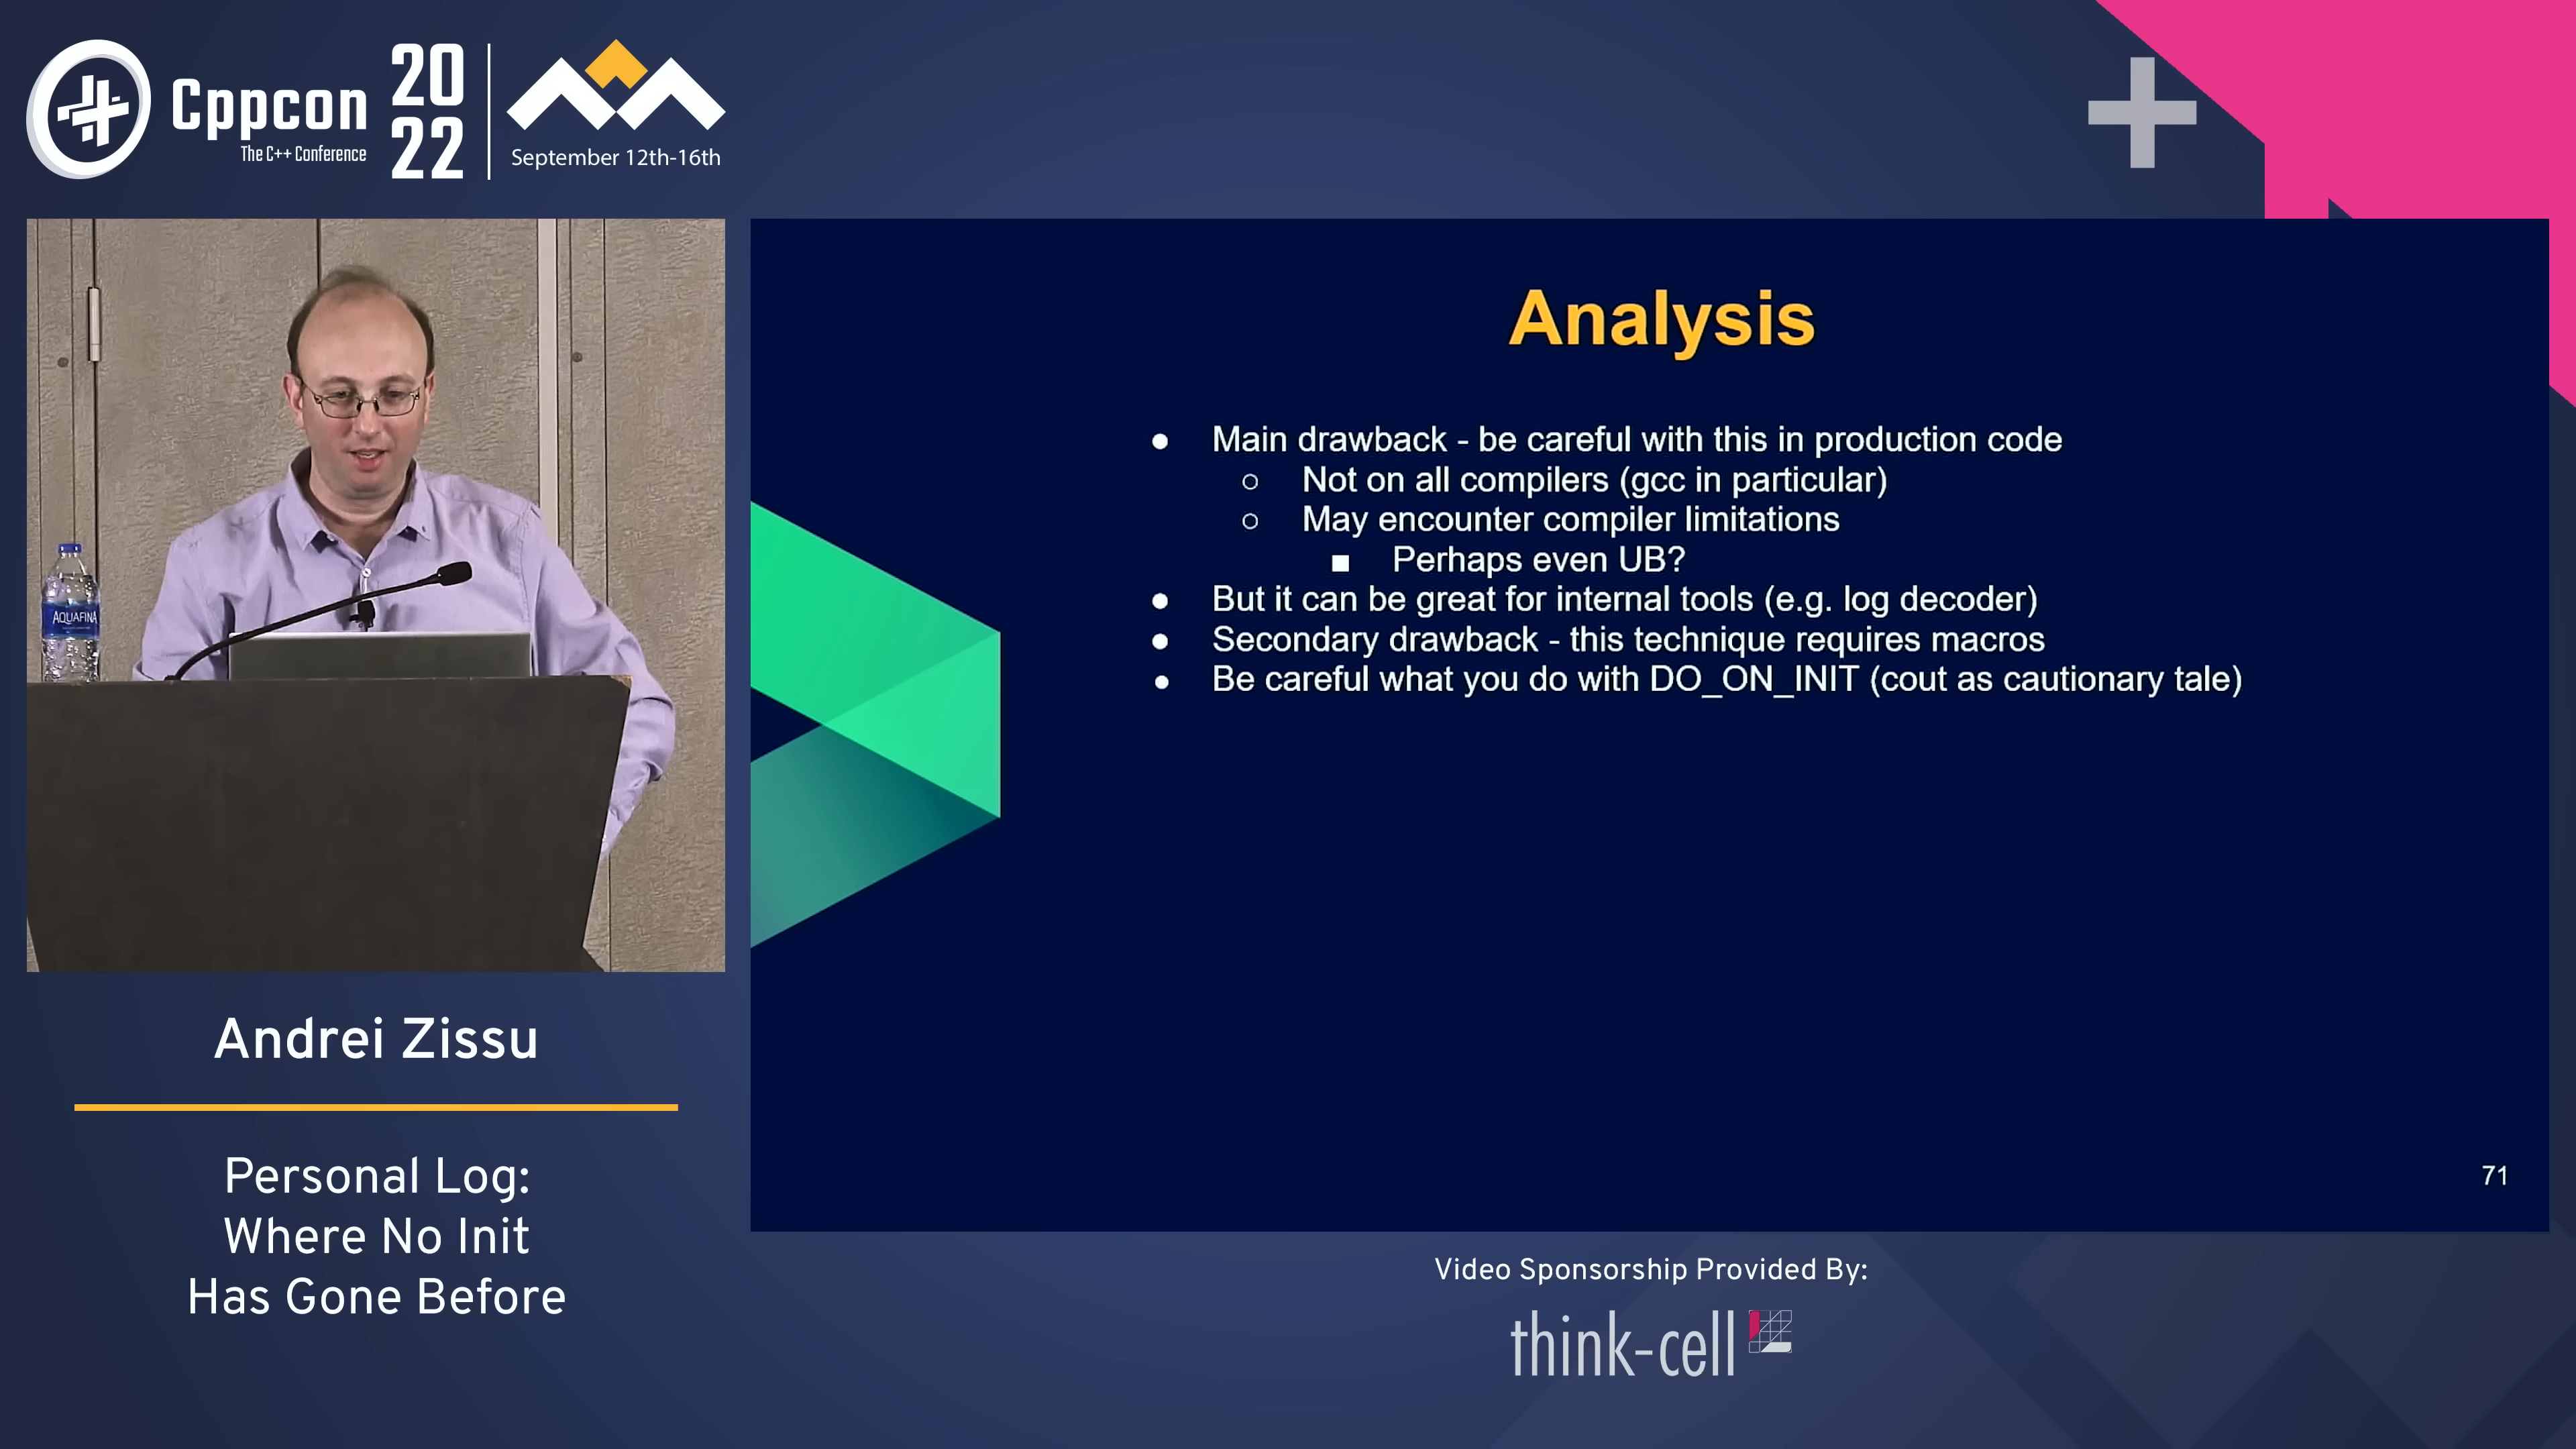 Cppcon
The C++ Conference
20
22
September 12th-16th
AQUAFINA
Analysis
● Main drawback - be careful with this in production code
○ Not on all compilers (gcc in particular)
○ May encounter compiler limitations
■ Perhaps even UB?
● But it can be great for internal tools (e.g. log decoder)
● Secondary drawback - this technique requires macros
● Be careful what you do with DO_ON_INIT (cout as cautionary tale)
71
Andrei Zissu
Personal Log:
Where No Init
Has Gone Before
Video Sponsorship Provided By:
think-cell